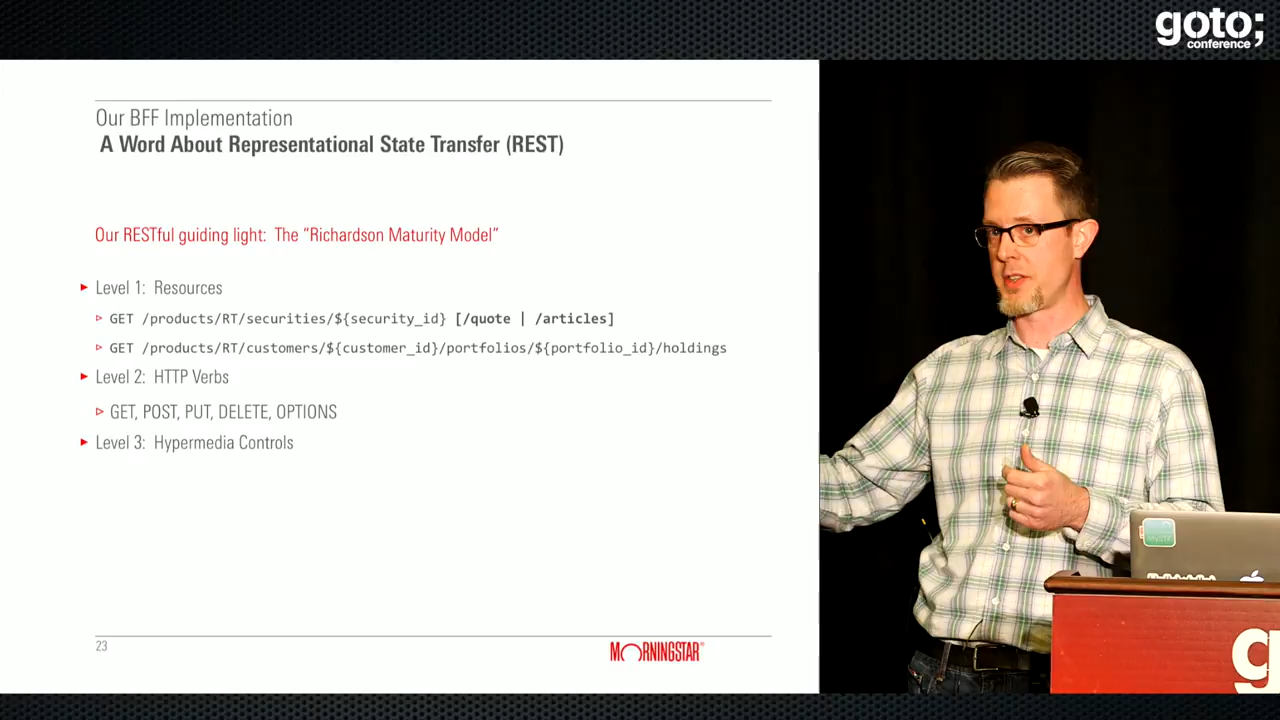 goto;
conference
Our BFF Implementation
A Word About Representational State Transfer (REST)
Our RESTful guiding light: The “Richardson Maturity Model”
Level 1: Resources
GET /products/RT/securities/${security_id} [/quote | /articles]
GET /products/RT/customers/${customer_id}/portfolios/${portfolio_id}/holdings
Level 2: HTTP Verbs
GET, POST, PUT, DELETE, OPTIONS
Level 3: Hypermedia Controls
23
MORNINGSTAR®
g